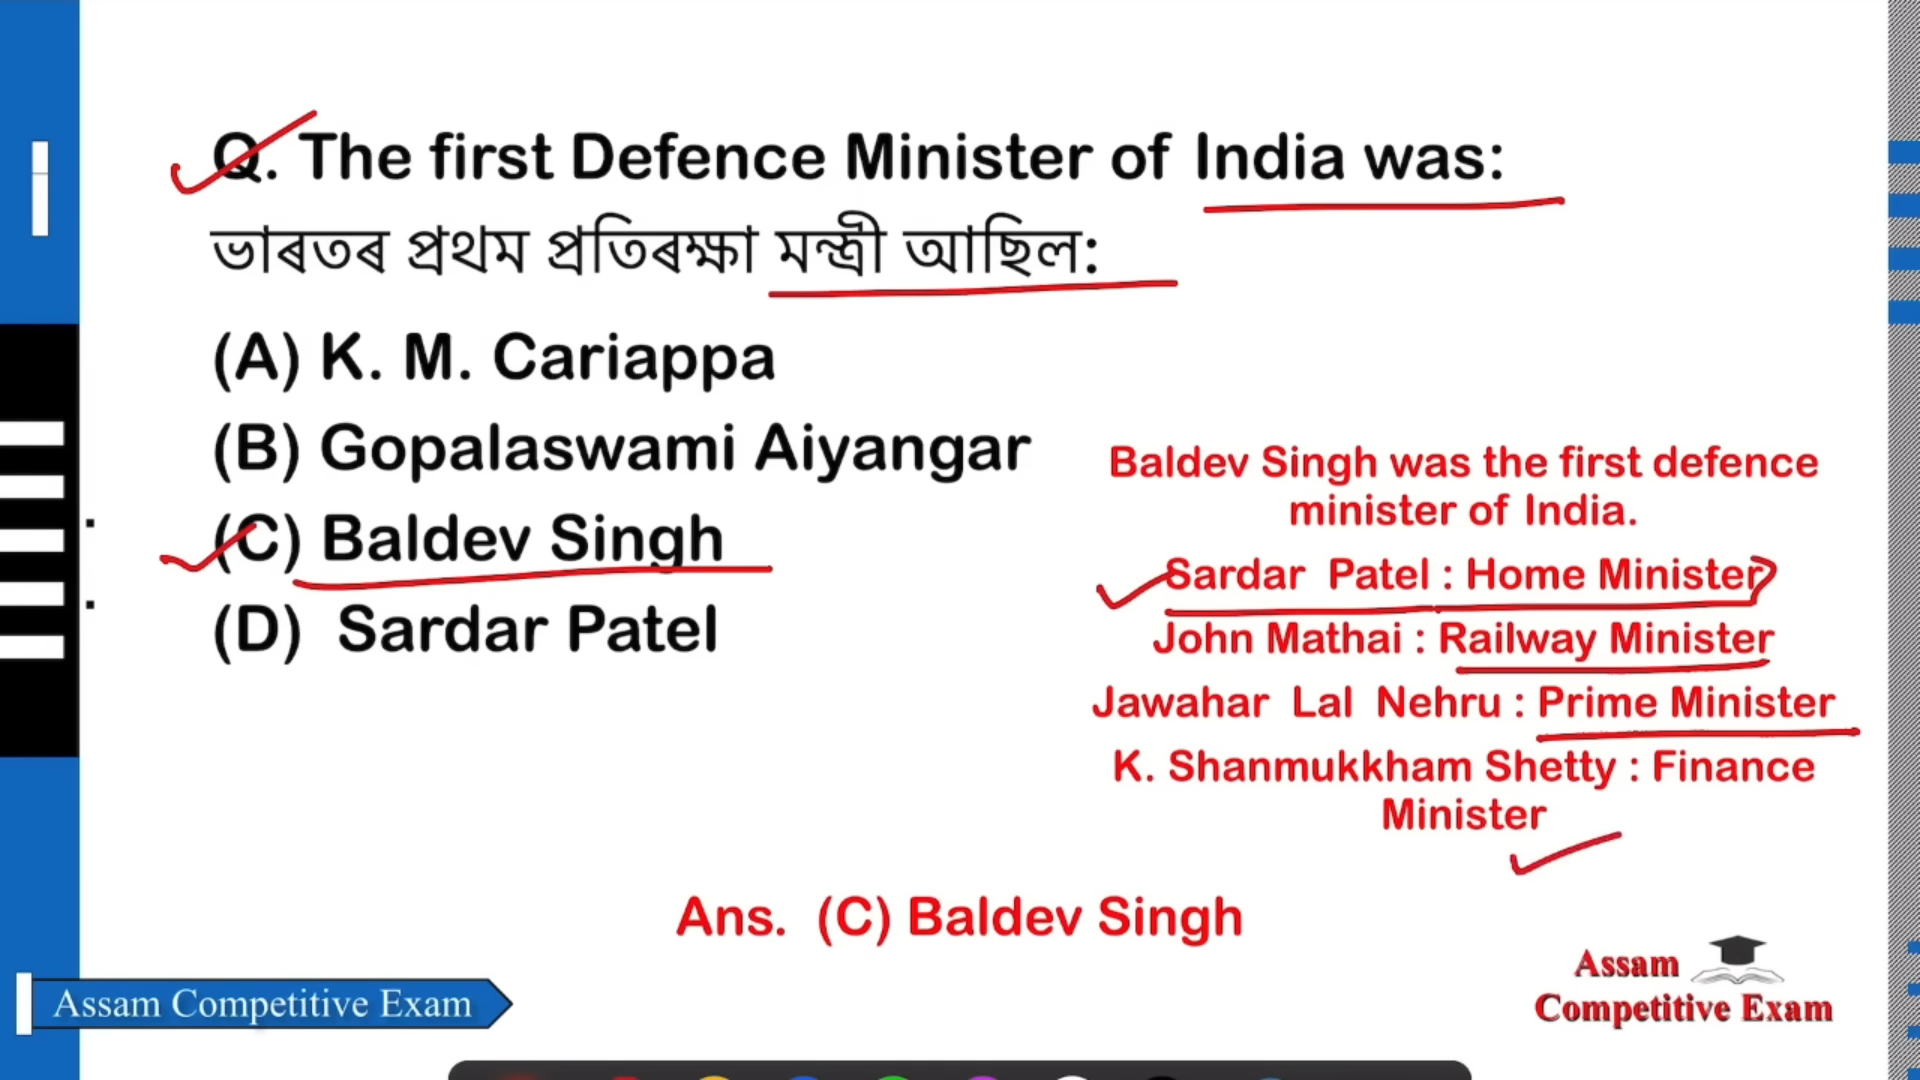 Q. The first Defence Minister of India was:
ভাৰতৰ প্ৰথম প্ৰতিৰক্ষা মন্ত্ৰী আছিল:
(A) K. M. Cariappa
(B) Gopalaswami Aiyangar
(C) Baldev Singh
(D) Sardar Patel
Baldev Singh was the first defence
minister of India.
Sardar Patel : Home Minister
John Mathai : Railway Minister
Jawahar Lal Nehru : Prime Minister
K. Shanmukkham Shetty : Finance
Minister
Ans. (C) Baldev Singh
Assam Competitive Exam
Assam
Competitive Exam